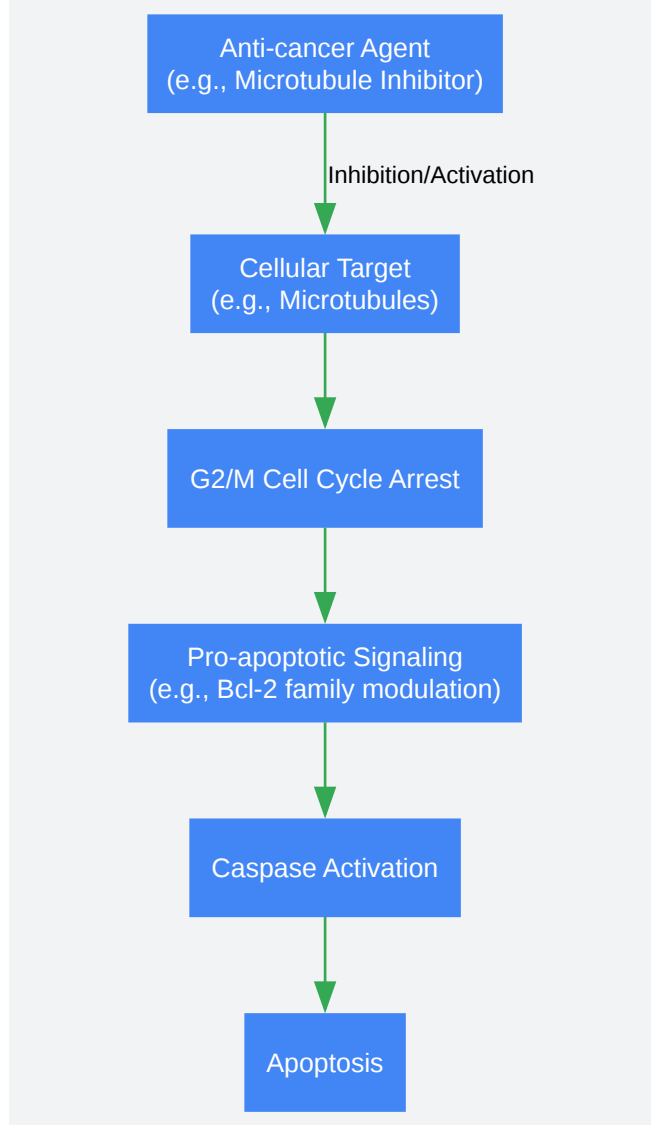 Anti-cancer Agent
(e.g., Microtubule Inhibitor)
Inhibition/Activation
Cellular Target
(e.g., Microtubules)
G2/M Cell Cycle Arrest
Pro-apoptotic Signaling
(e.g., Bcl-2 family modulation)
Caspase Activation
Apoptosis